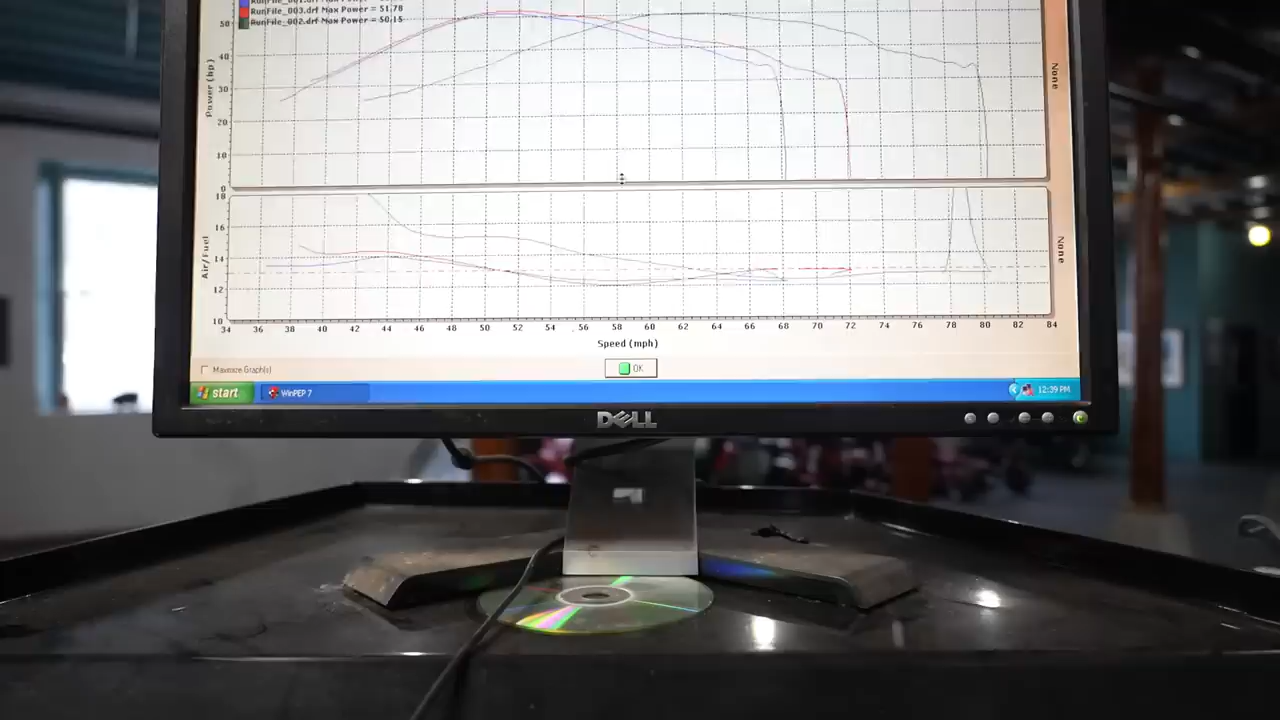 RunFile_003.drf Max Power = 51.78
RunFile_002.drf Max Power = 50.15
50
40
30
20
10
0
Power (hp)
None
18
16
14
12
10
Air/Fuel
None
34 36 38 40 42 44 46 48 50 52 54 56 58 60 62 64 66 68 70 72 74 76 78 80 82 84
Speed (mph)
Maximize Graph(s)
OK
start
WinPEP 7
12:39 PM
DELL